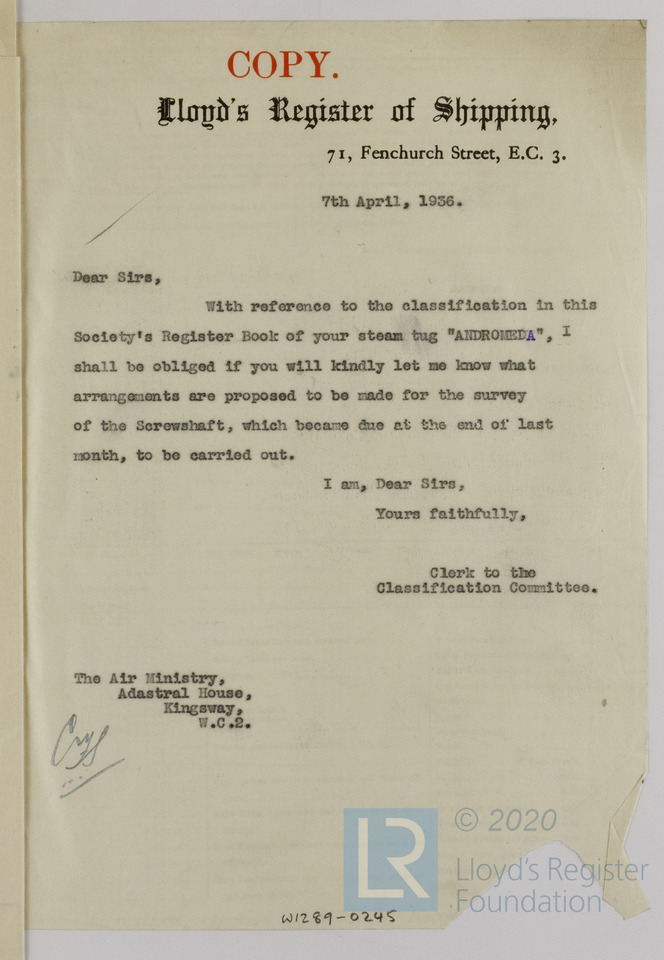 COPY.
Lloyd's Register of Shipping,
71, Fenchurch Street, E.C. 3.
7th April, 1936.
Dear Sirs,
With reference to the classification in this
Society's Register Book of your steam tug "ANDROMEDA", I
shall be obliged if you will kindly let me know what
arrangements are proposed to be made for the survey
of the Screwshaft, which became due at the end of last
month, to be carried out.
I am, Dear Sirs,
Yours faithfully,
Clerk to the
Classification Committee.
The Air Ministry,
Adastral House,
Kingsway,
W.C.2.
LR
© 2020
Lloyd's Register
Foundation
W1289-0245